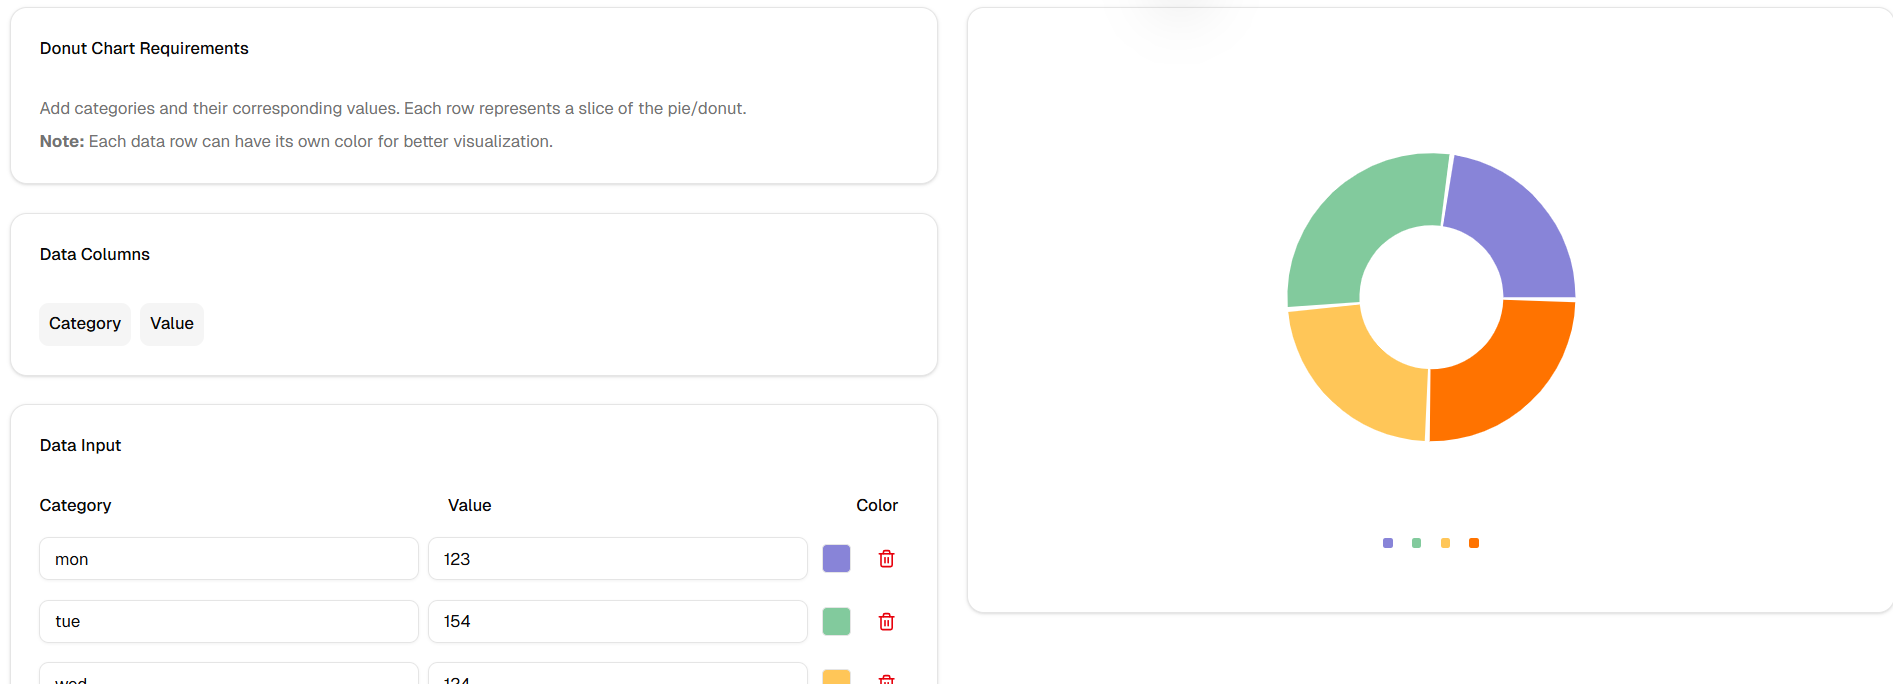 Donut Chart Requirements
Add categories and their corresponding values. Each row represents a slice of the pie/donut.
Note: Each data row can have its own color for better visualization.
Data Columns
Category Value
Data Input
Category Value Color
mon 123
tue 154
wed 124